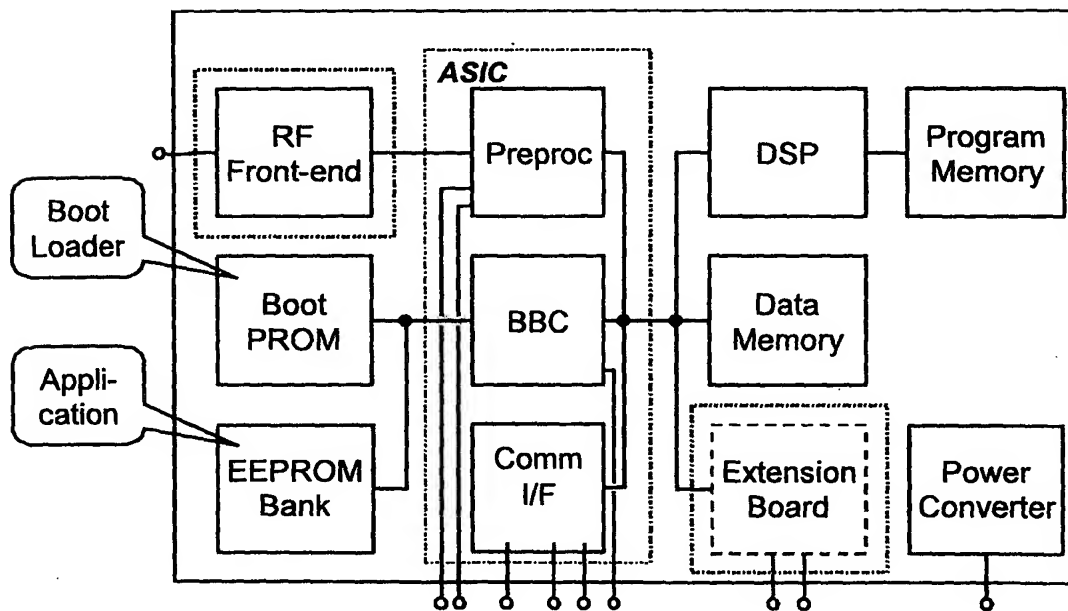 ASIC
RF
Front-end
Preproc
DSP
Program
Memory
Boot
Loader
Boot
PROM
BBC
Data
Memory
Appli-
cation
EEPROM
Bank
Comm
I/F
Extension
Board
Power
Converter